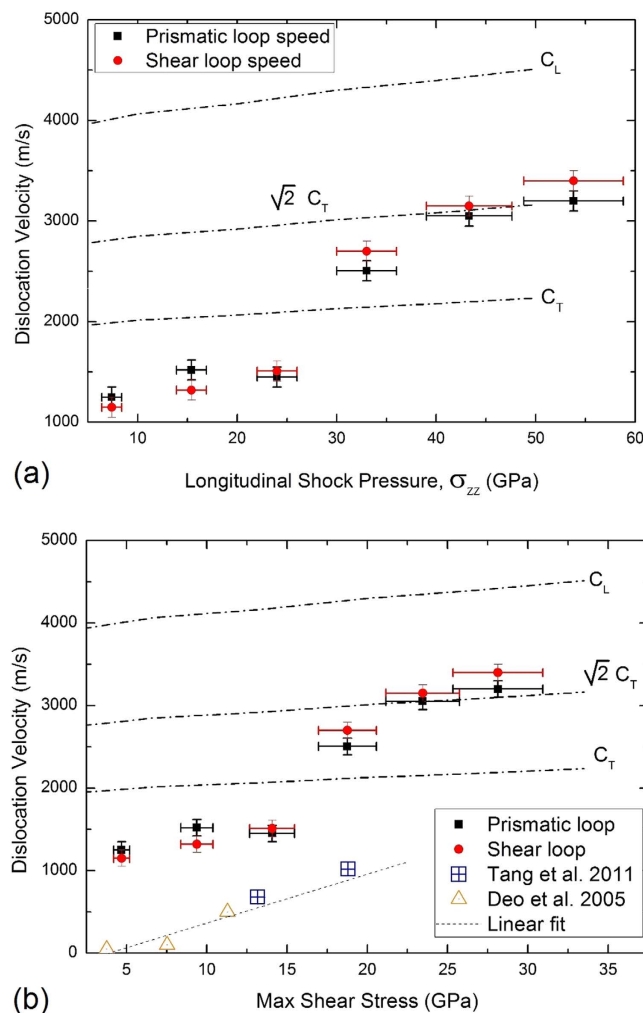 Prismatic loop speed
Shear loop speed
C_L
√2 C_T
C_T
Dislocation Velocity (m/s)
5000
4000
3000
2000
1000
10 20 30 40 50 60
(a)
Longitudinal Shock Pressure, σ_zz (GPa)
C_L
√2 C_T
C_T
Dislocation Velocity (m/s)
5000
4000
3000
2000
1000
0
Prismatic loop
Shear loop
Tang et al. 2011
Deo et al. 2005
Linear fit
5 10 15 20 25 30 35
(b)
Max Shear Stress (GPa)